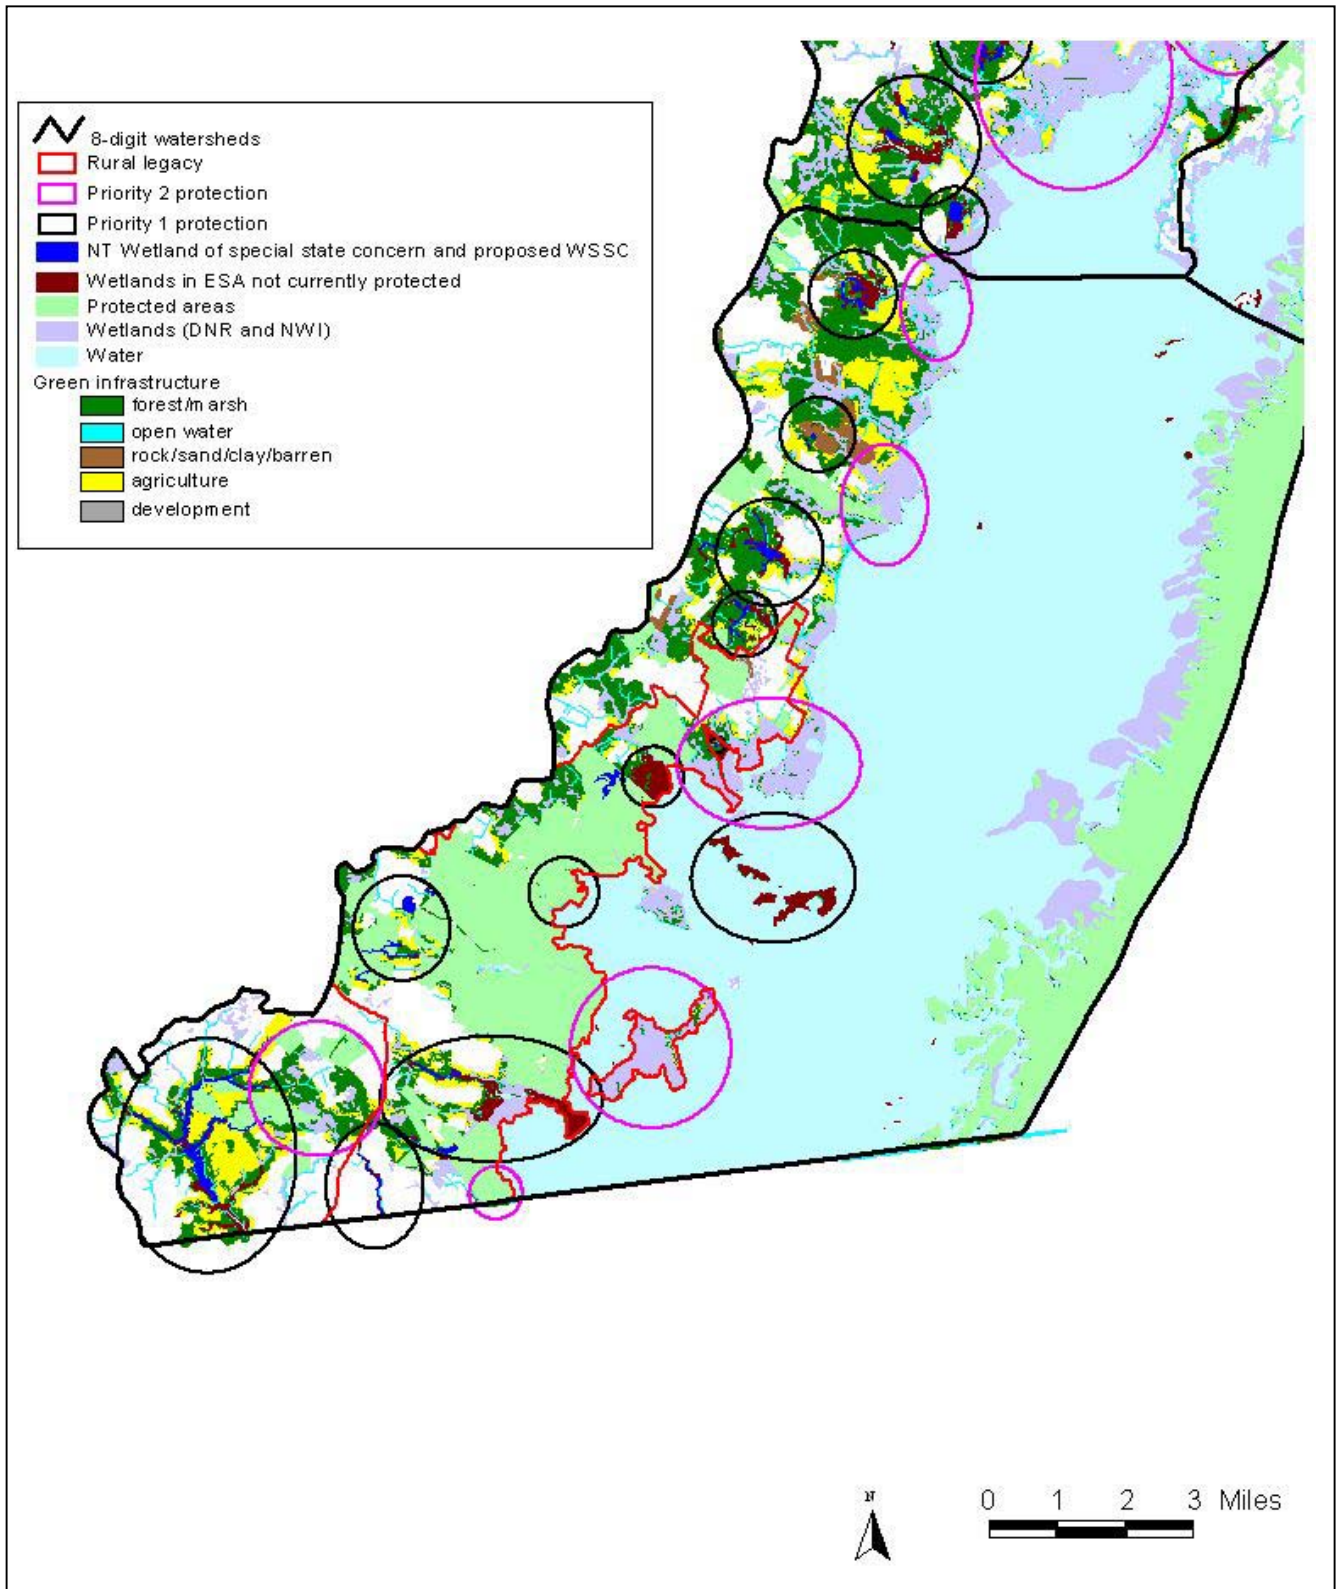 8-digit watersheds
Rural legacy
Priority 2 protection
Priority 1 protection
NT Wetland of special state concern and proposed WSSC
Wetlands in ESA not currently protected
Protected areas
Wetlands (DNR and NWI)
Water
Green infrastructure
forest/marsh
open water
rock/sand/clay/barren
agriculture
development
N
0 1 2 3 Miles